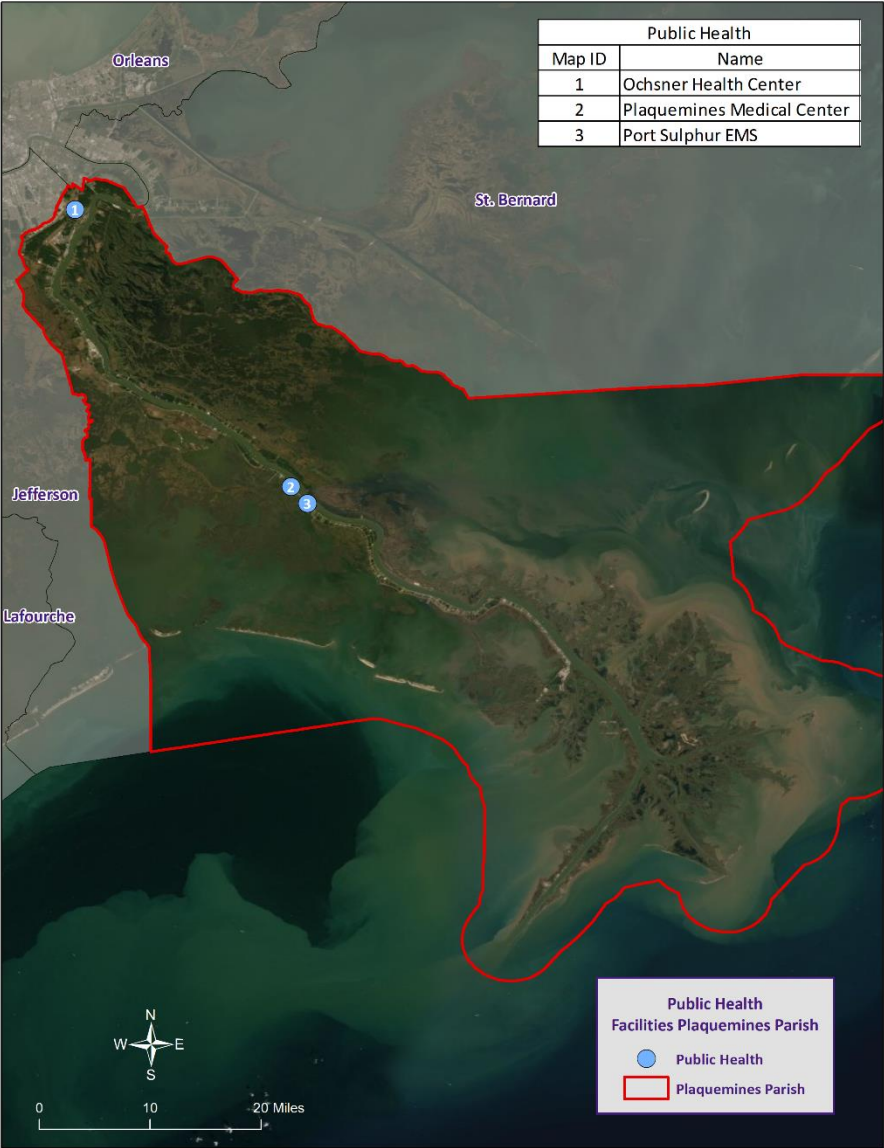 Public Health
Map ID Name
1 Ochsner Health Center
2 Plaquemines Medical Center
3 Port Sulphur EMS
Orleans
St. Bernard
1
2
3
Jefferson
Lafourche
Public Health
Facilities Plaquemines Parish
Public Health
Plaquemines Parish
N
W E
S
0 10 20 Miles